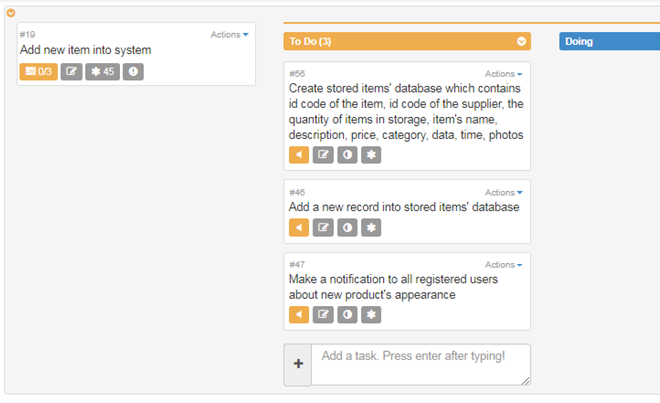 #19
Actions
Add new item into system
0/3
45
To Do (3)
Doing
#56
Actions
Create stored items' database which contains
id code of the item, id code of the supplier, the
quantity of items in storage, item's name,
description, price, category, data, time, photos
#46
Actions
Add a new record into stored items' database
#47
Actions
Make a notification to all registered users
about new product's appearance
Add a task. Press enter after typing!